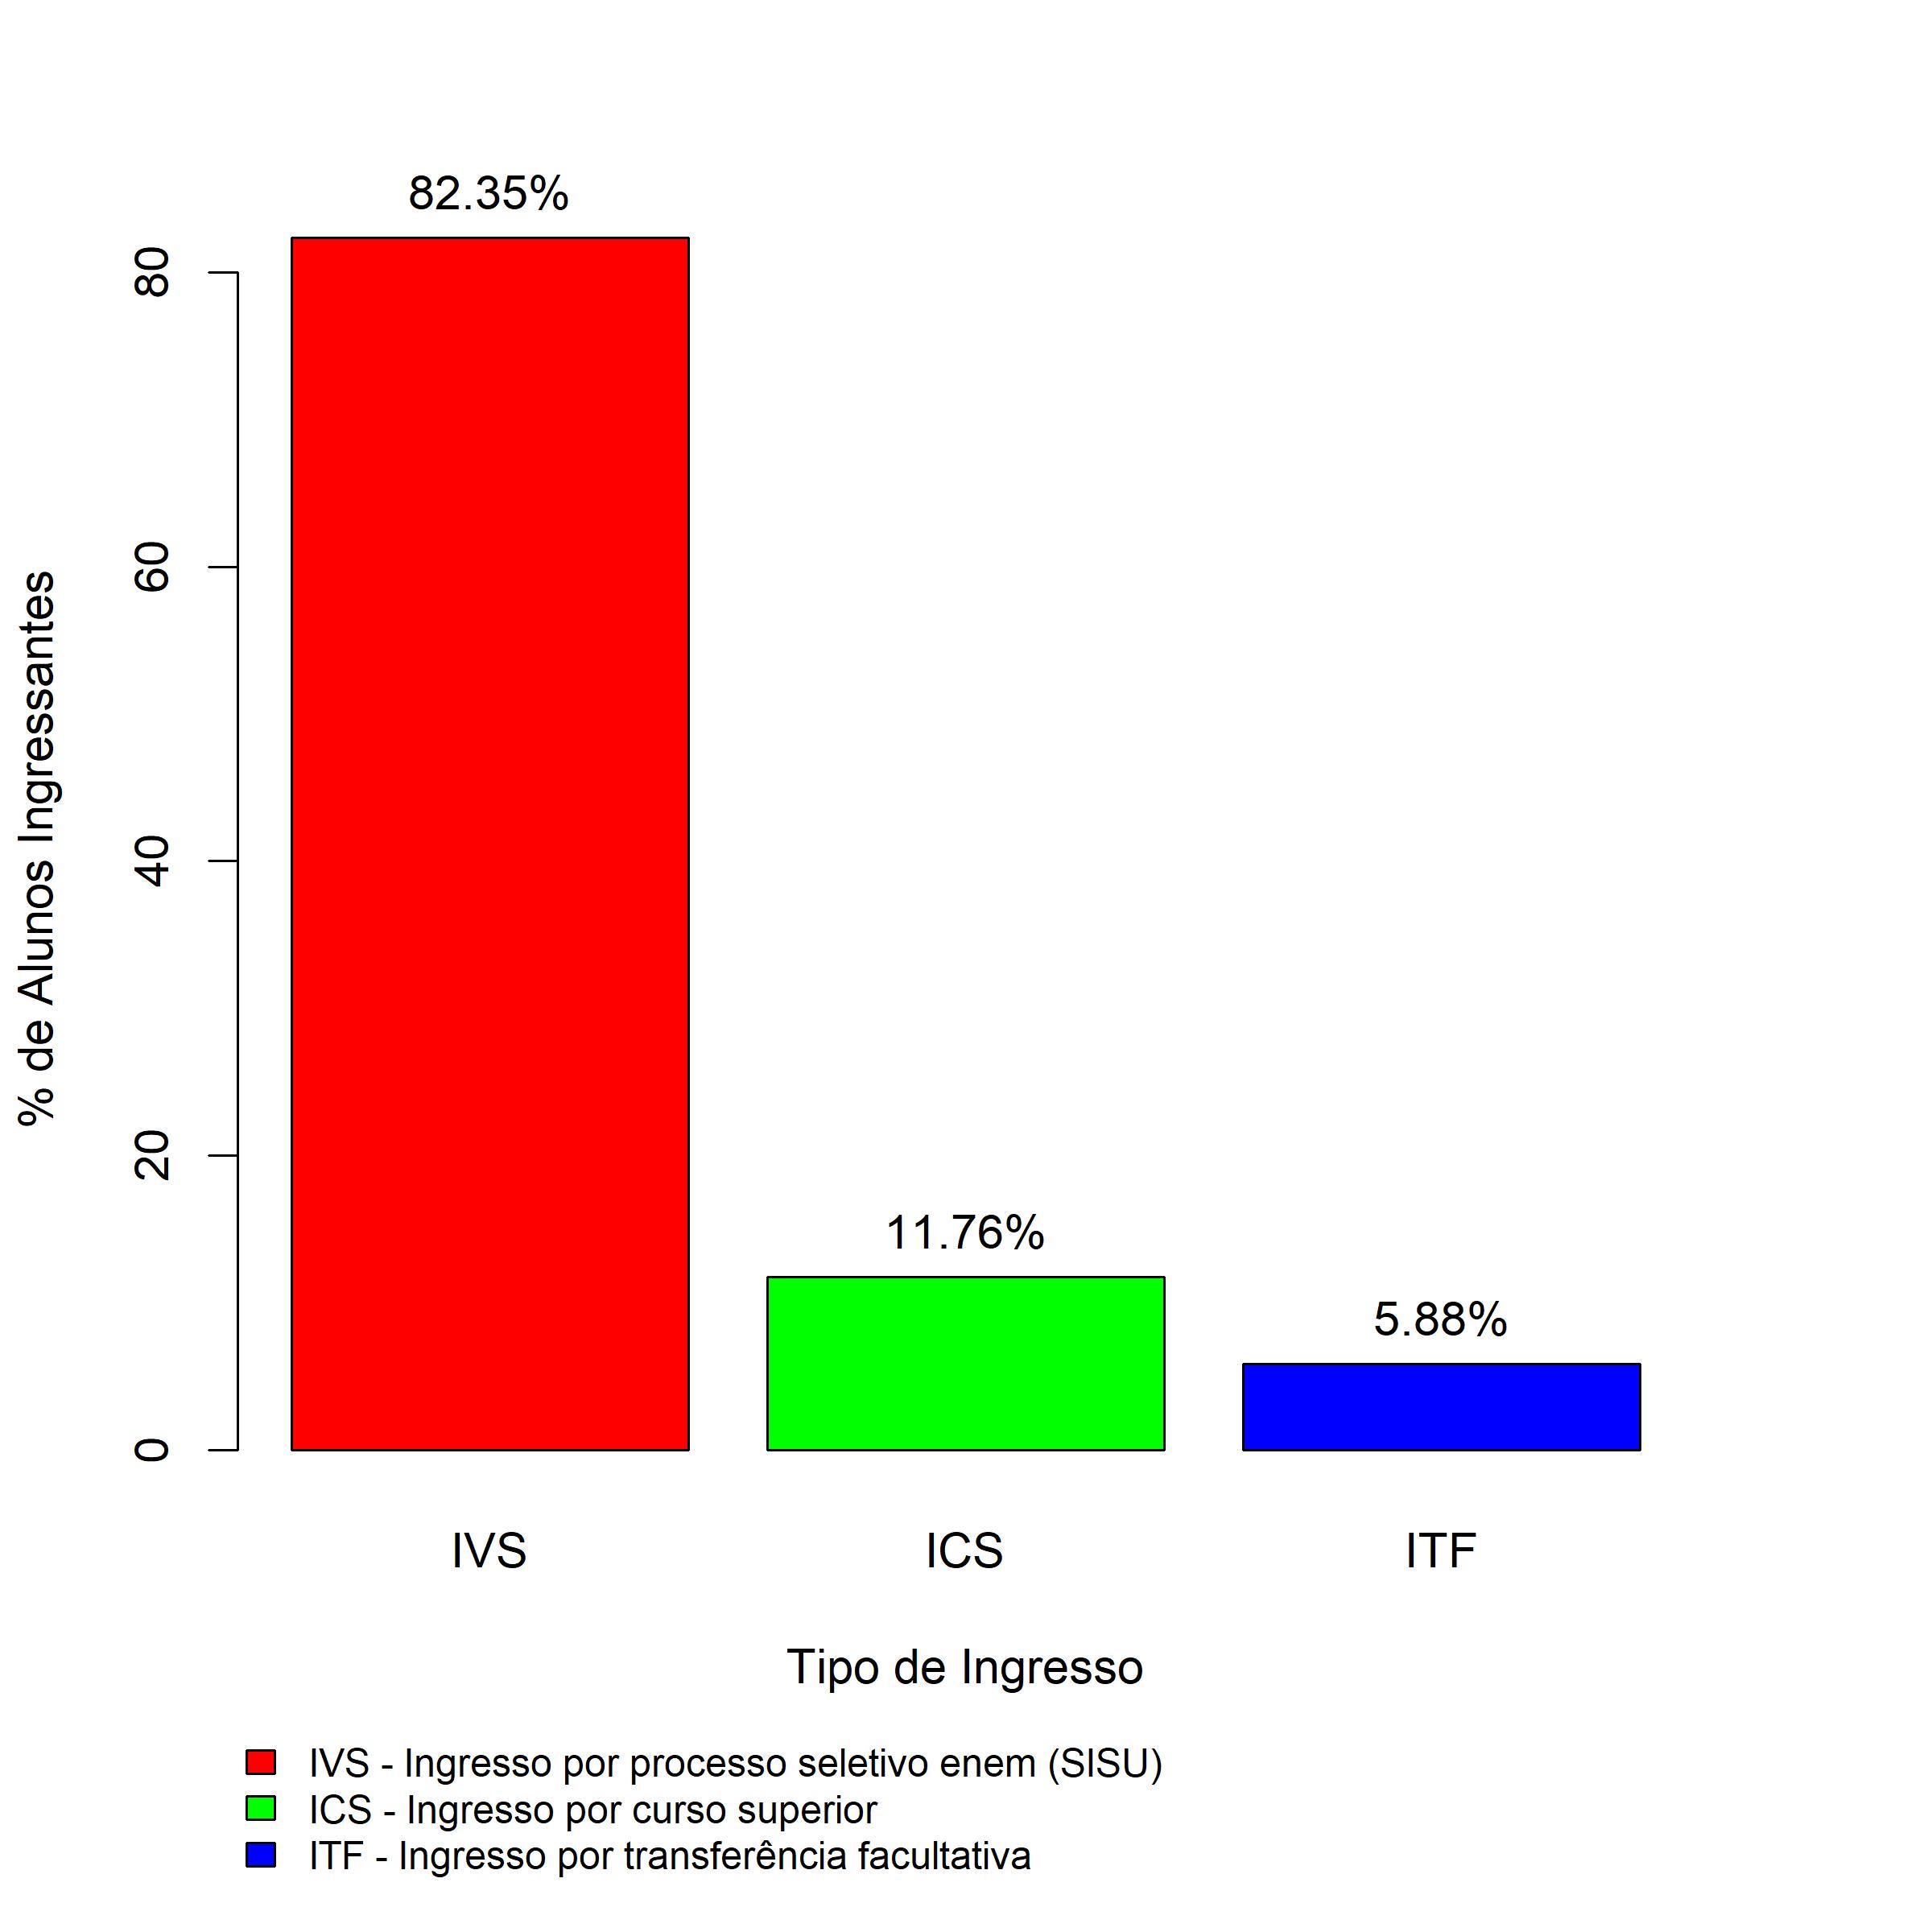 82.35%
80
60
40
20
0
% de Alunos Ingressantes
11.76%
5.88%
IVS
ICS
ITF
Tipo de Ingresso
IVS - Ingresso por processo seletivo enem (SISU)
ICS - Ingresso por curso superior
ITF - Ingresso por transferência facultativa